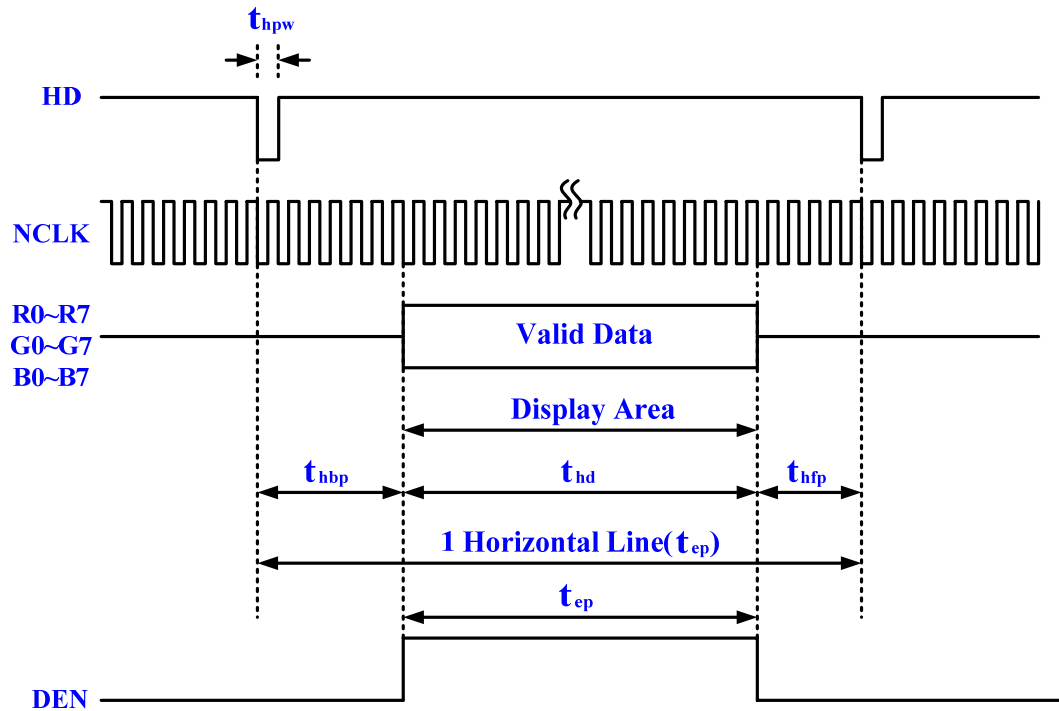 thpw
HD
NCLK
R0~R7
G0~G7
B0~B7
Valid Data
Display Area
thbp
thd
thfp
1 Horizontal Line(tep)
tep
DEN